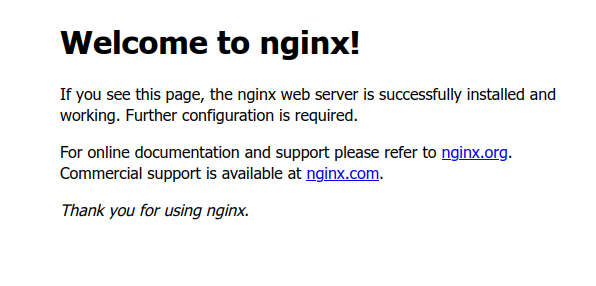 Welcome to nginx!
If you see this page, the nginx web server is successfully installed and
working. Further configuration is required.
For online documentation and support please refer to nginx.org.
Commercial support is available at nginx.com.
Thank you for using nginx.